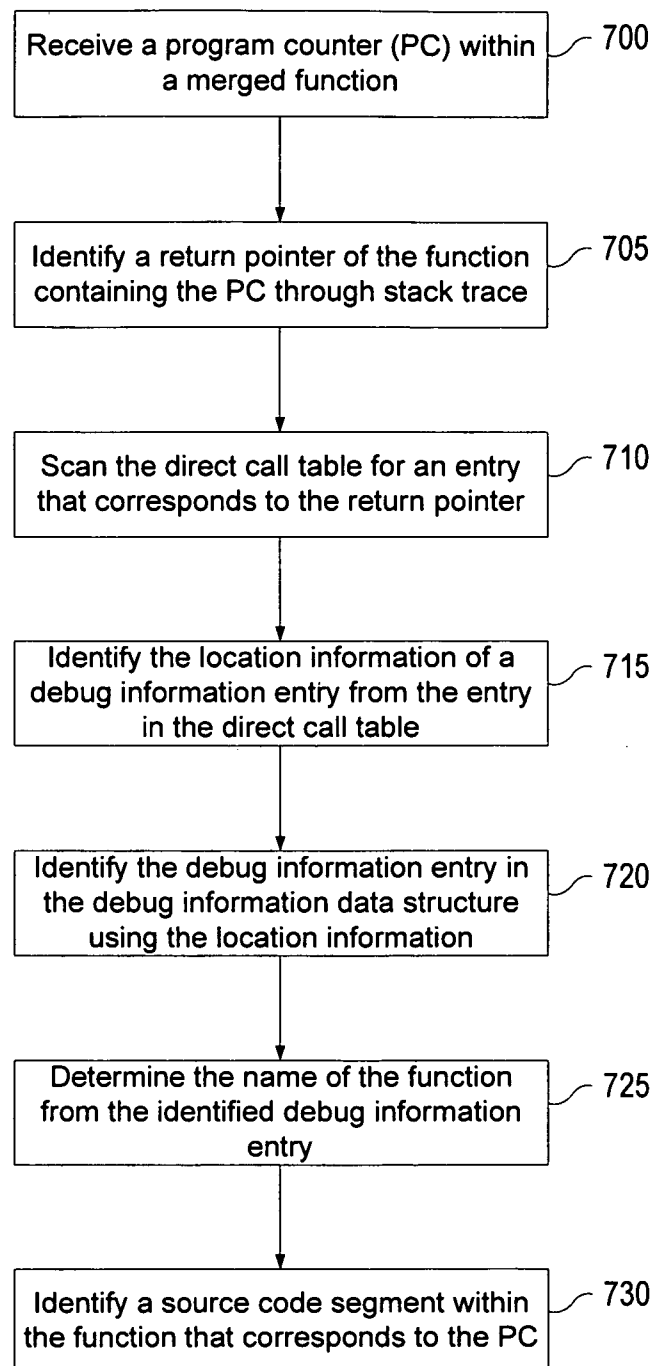 Receive a program counter (PC) within
a merged function
700
Identify a return pointer of the function
containing the PC through stack trace
705
Scan the direct call table for an entry
that corresponds to the return pointer
710
Identify the location information of a
debug information entry from the entry
in the direct call table
715
Identify the debug information entry in
the debug information data structure
using the location information
720
Determine the name of the function
from the identified debug information
entry
725
Identify a source code segment within
the function that corresponds to the PC
730